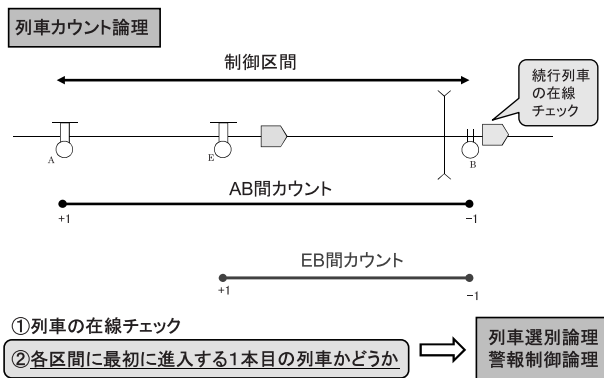 列車カウント論理
制御区間
続行列車
の在線
チェック
A
E
B
AB間カウント
+1
−1
EB間カウント
+1
−1
①列車の在線チェック
②各区間に最初に進入する1本目の列車かどうか
列車選別論理
警報制御論理